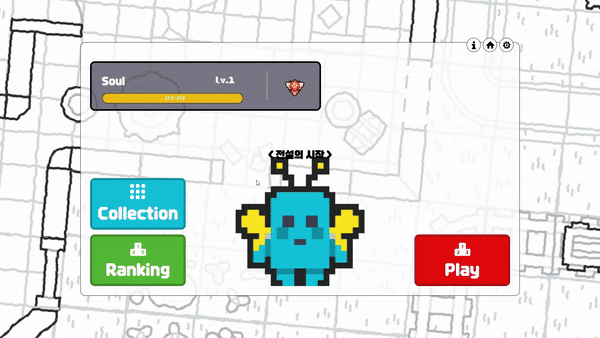 Soul
Lv.1
< 전설의 시작 >
Collection
Ranking
Play